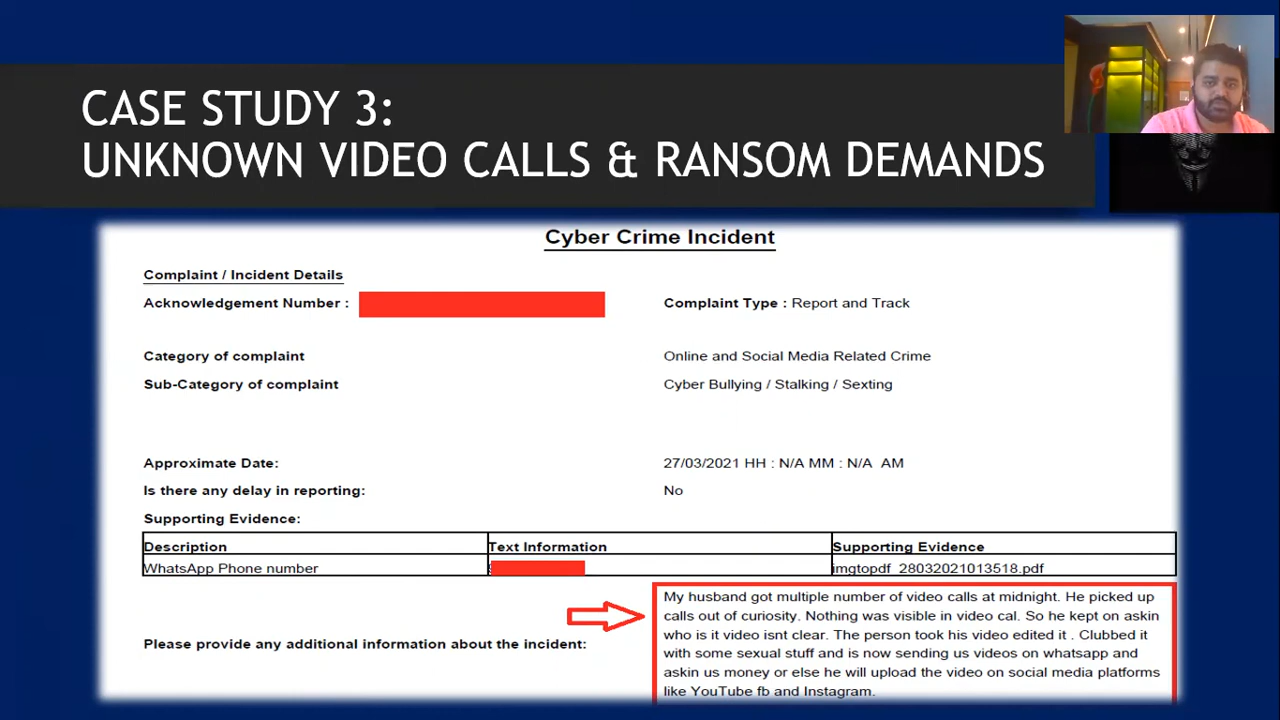 CASE STUDY 3:
UNKNOWN VIDEO CALLS & RANSOM DEMANDS
Cyber Crime Incident
Complaint / Incident Details
Acknowledgement Number :
Complaint Type : Report and Track
Category of complaint
Online and Social Media Related Crime
Sub-Category of complaint
Cyber Bullying / Stalking / Sexting
Approximate Date:
27/03/2021 HH : N/A MM : N/A AM
Is there any delay in reporting:
No
Supporting Evidence:
Description Text Information Supporting Evidence
WhatsApp Phone number imgtopdf_28032021013518.pdf
Please provide any additional information about the incident:
My husband got multiple number of video calls at midnight. He picked up
calls out of curiosity. Nothing was visible in video cal. So he kept on askin
who is it video isnt clear. The person took his video edited it . Clubbed it
with some sexual stuff and is now sending us videos on whatsapp and
askin us money or else he will upload the video on social media platforms
like YouTube fb and Instagram.